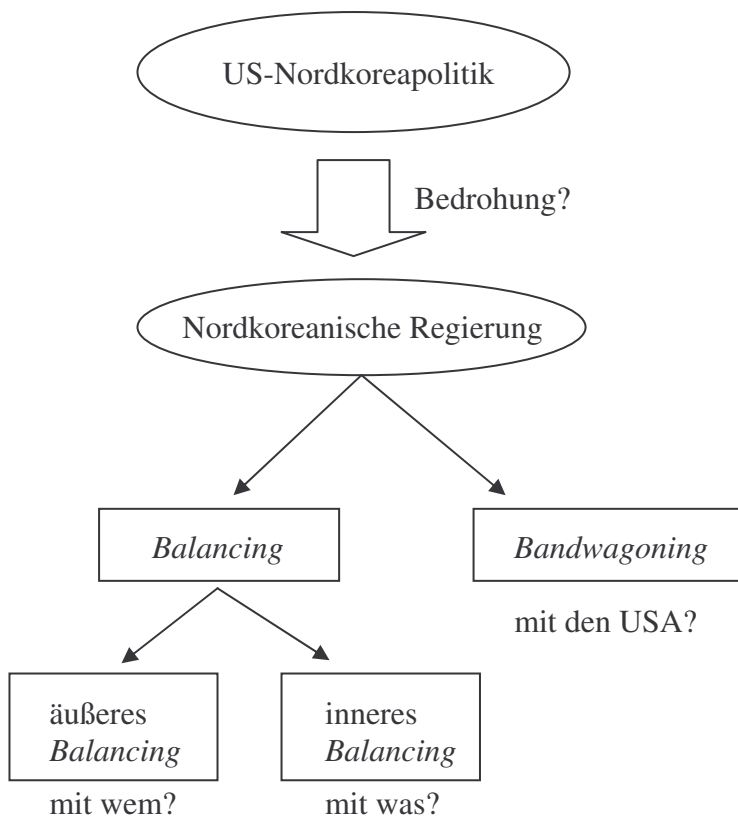 US-Nordkoreapolitik
Bedrohung?
Nordkoreanische Regierung
Balancing
Bandwagoning
mit den USA?
äußeres
Balancing
mit wem?
inneres
Balancing
mit was?